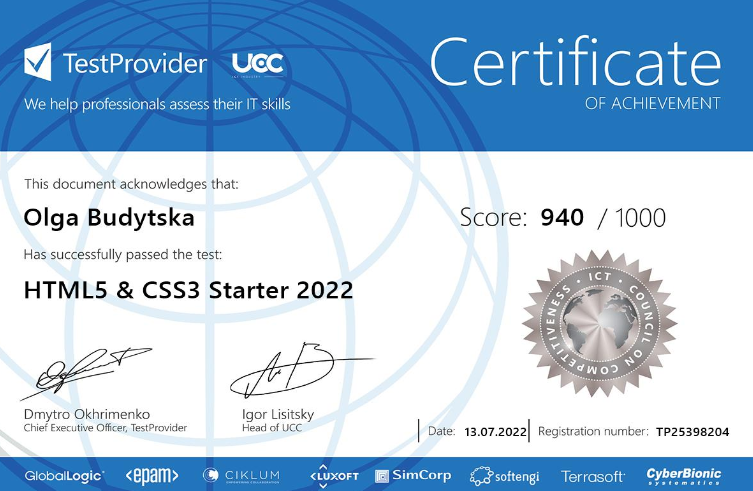 TestProvider
UCC
We help professionals assess their IT skills
Certificate
OF ACHIEVEMENT
This document acknowledges that:
Olga Budytska
Has successfully passed the test:
HTML5 & CSS3 Starter 2022
Score: 940 / 1000
ICT • COUNCIL ON COMPETITIVENESS •
Dmytro Okhrimenko
Chief Executive Officer, TestProvider
Igor Lisitsky
Head of UCC
Date: 13.07.2022
Registration number: TP25398204
GlobalLogic
<epam>
CIKLUM
LUXOFT
SimCorp
softengi
Terrasoft
CyberBionic
systematics